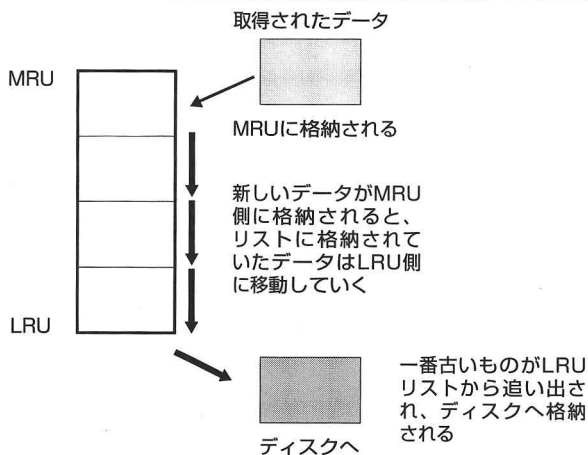 取得されたデータ
MRU
MRUに格納される
新しいデータがMRU
側に格納されると、
リストに格納されて
いたデータはLRU側
に移動していく
LRU
一番古いものがLRU
リストから追い出さ
れ、ディスクへ格納
される
ディスクへ